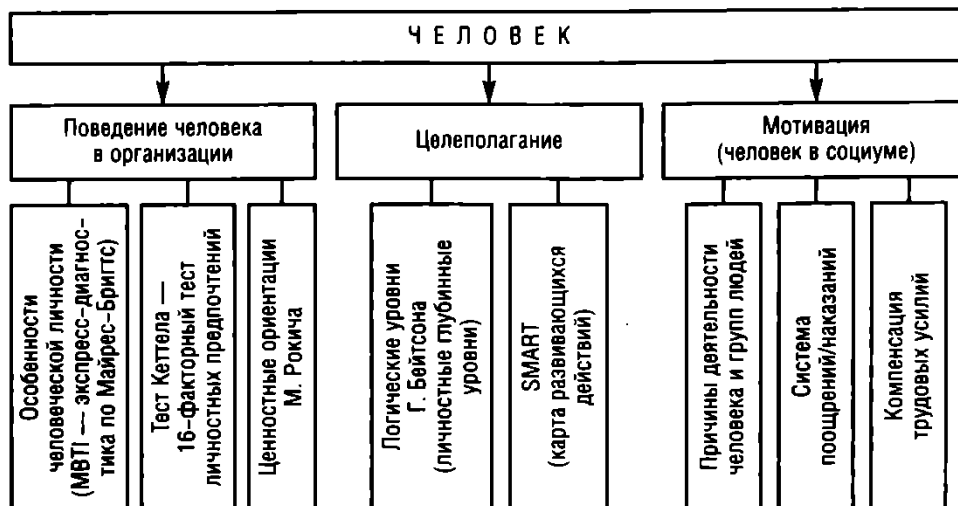 ЧЕЛОВЕК
Поведение человека
в организации
Целеполагание
Мотивация
(человек в социуме)
Особенности
человеческой личности
(MBTI — экспресс-диагнос-
тика по Майрес-Бриггс)
Тест Кеттела —
16-факторный тест
личностных предпочтений
Ценностные ориентации
М. Рокича
Логические уровни
Г. Бейтсона
(личностные глубинные
уровни)
SMART
(карта развивающихся
действий)
Причины деятельности
человека и групп людей
Система
поощрений/наказаний
Компенсация
трудовых усилий